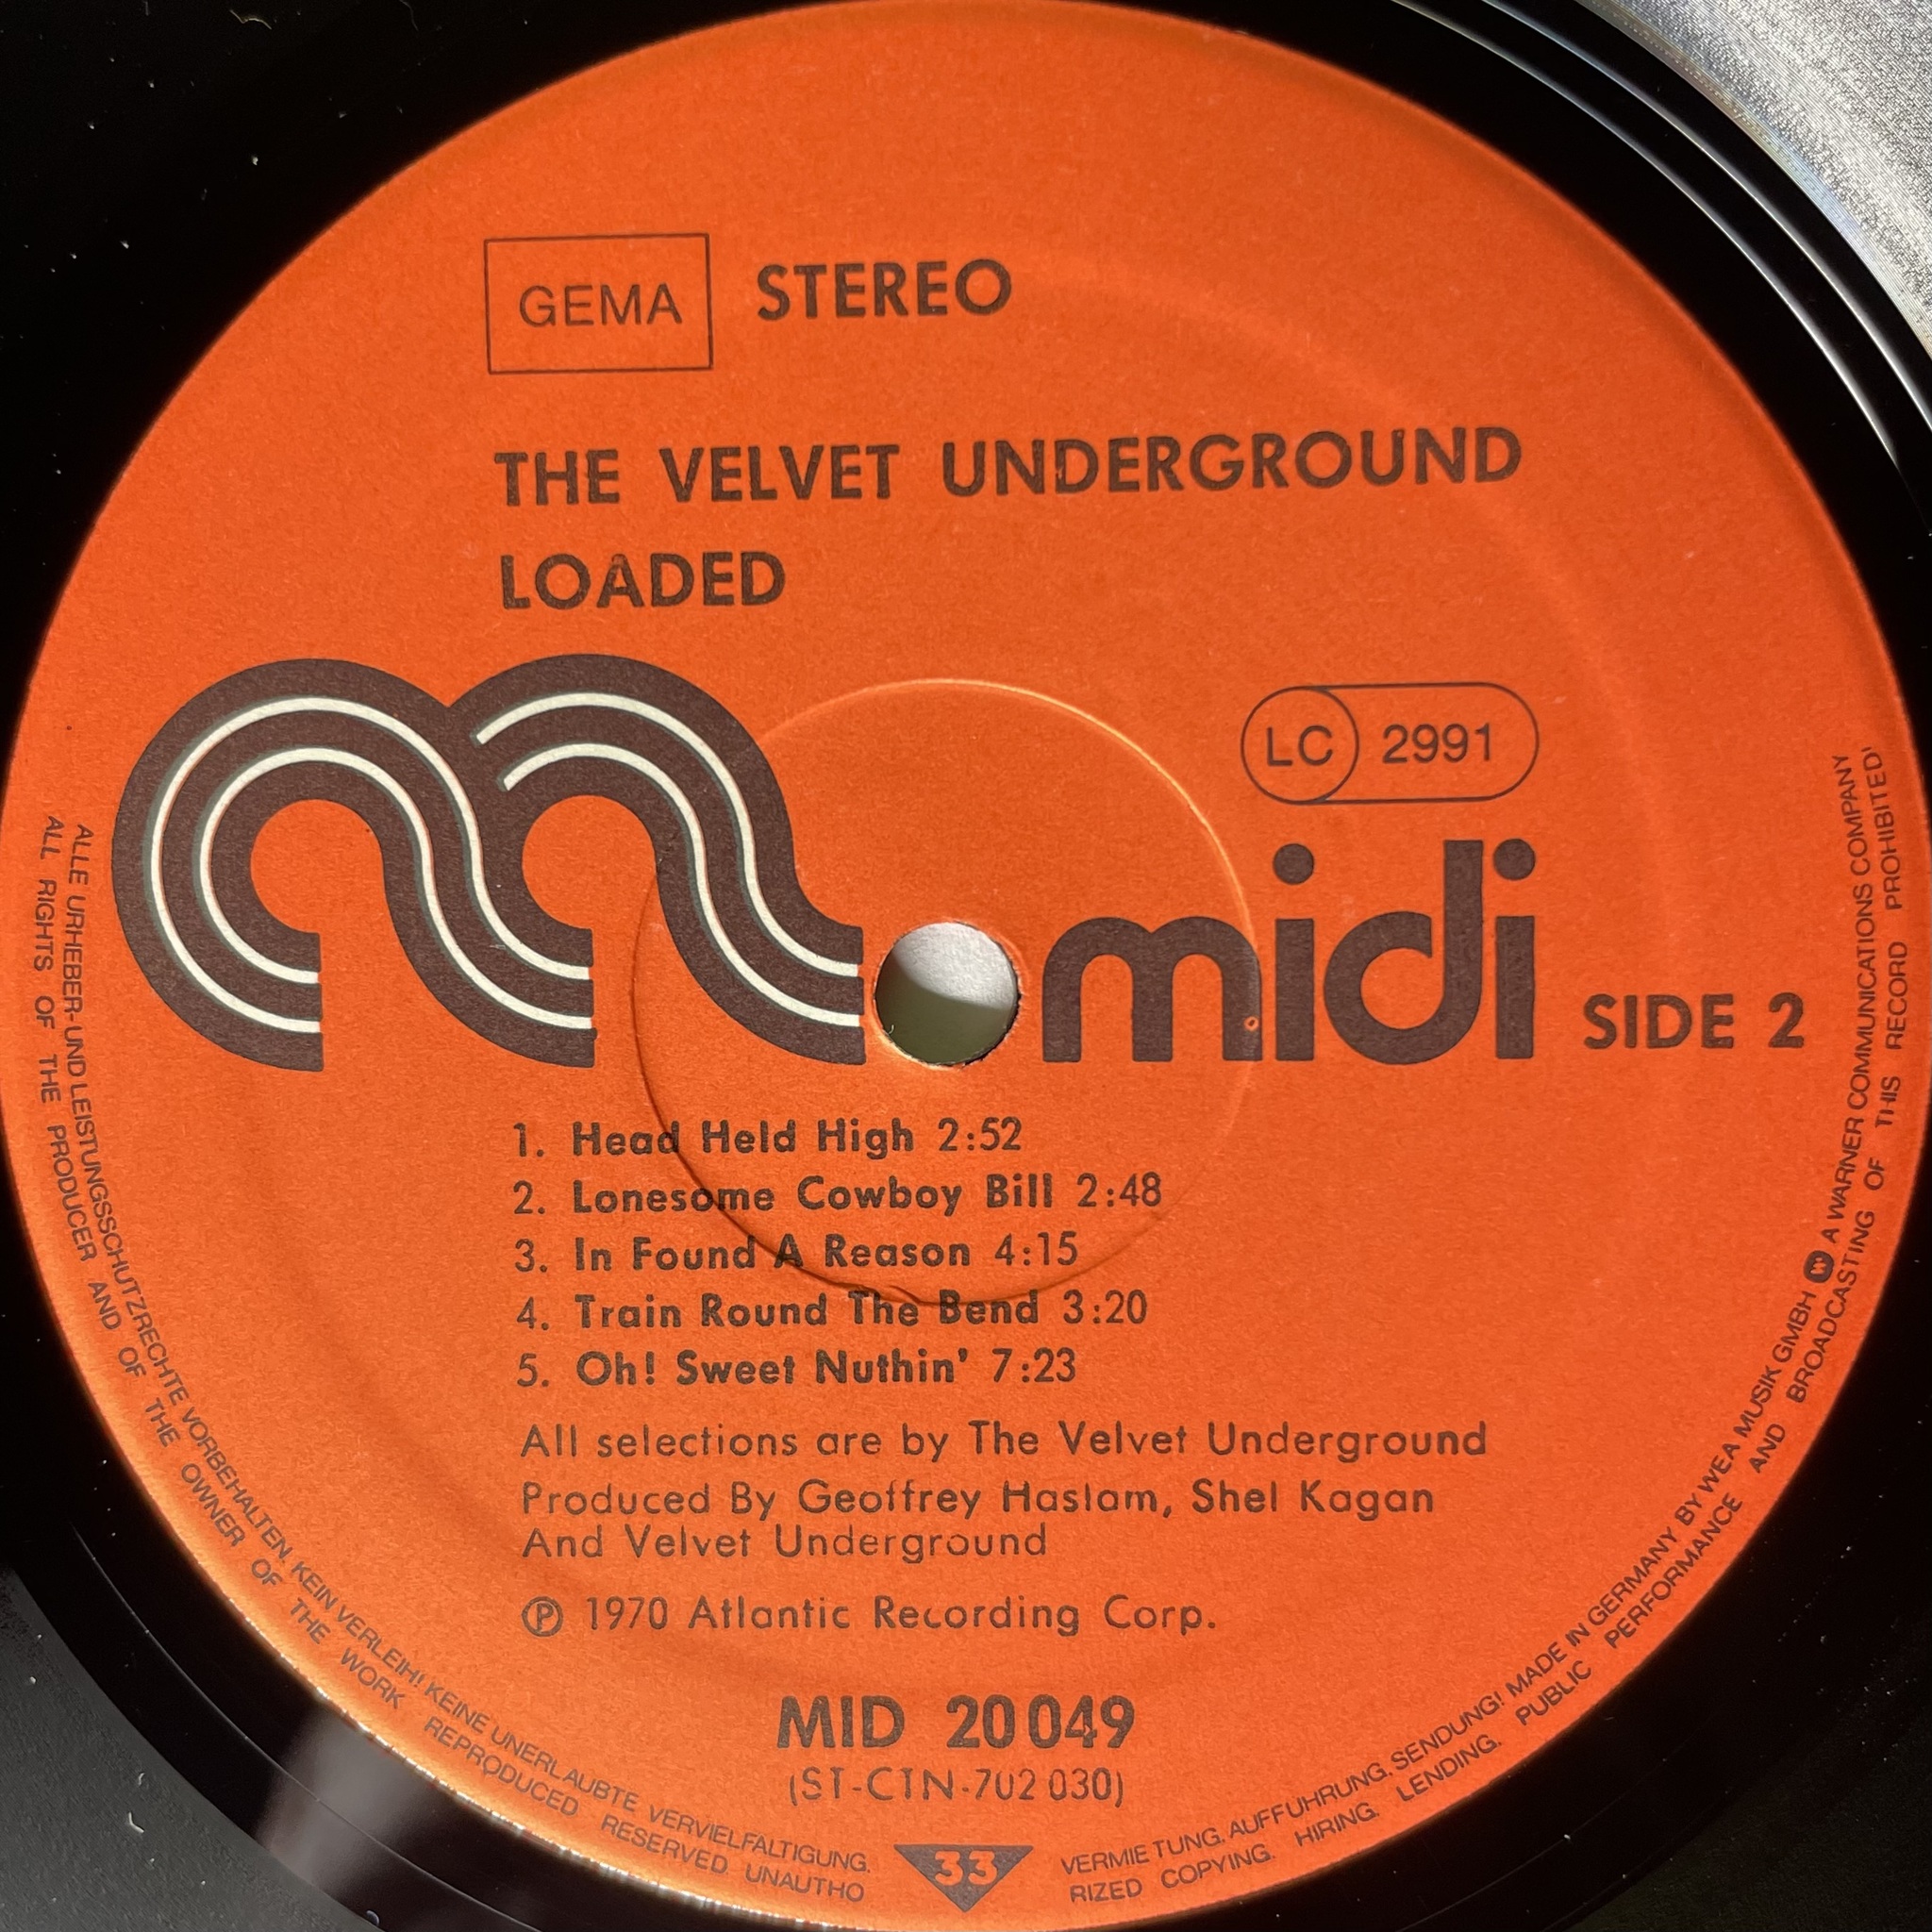 GEMA STEREO
THE VELVET UNDERGROUND
LOADED
LC 2991
midi SIDE 2
1. Head Held High 2:52
2. Lonesome Cowboy Bill 2:48
3. In Found A Reason 4:15
4. Train Round The Bend 3:20
5. Oh! Sweet Nuthin' 7:23
All selections are by The Velvet Underground
Produced By Geoffrey Haslam, Shel Kagan
And Velvet Underground
℗ 1970 Atlantic Recording Corp.
MID 20 049
(ST-CTN-702 030)
33
ALLE URHEBER- UND LEISTUNGSSCHUTZRECHTE VORBEHALTEN. KEIN VERLEIH! KEINE UNERLAUBTE VERVIELFALTIGUNG, VERMIETUNG, AUFFUHRUNG, SENDUNG! MADE IN GERMANY BY WEA MUSIK GMBH W A WARNER COMMUNICATIONS COMPANY
ALL RIGHTS OF THE PRODUCER AND OF THE OWNER OF THE WORK REPRODUCED RESERVED UNAUTHORIZED COPYING. HIRING. LENDING. PUBLIC PERFORMANCE AND BROADCASTING OF THIS RECORD PROHIBITED'